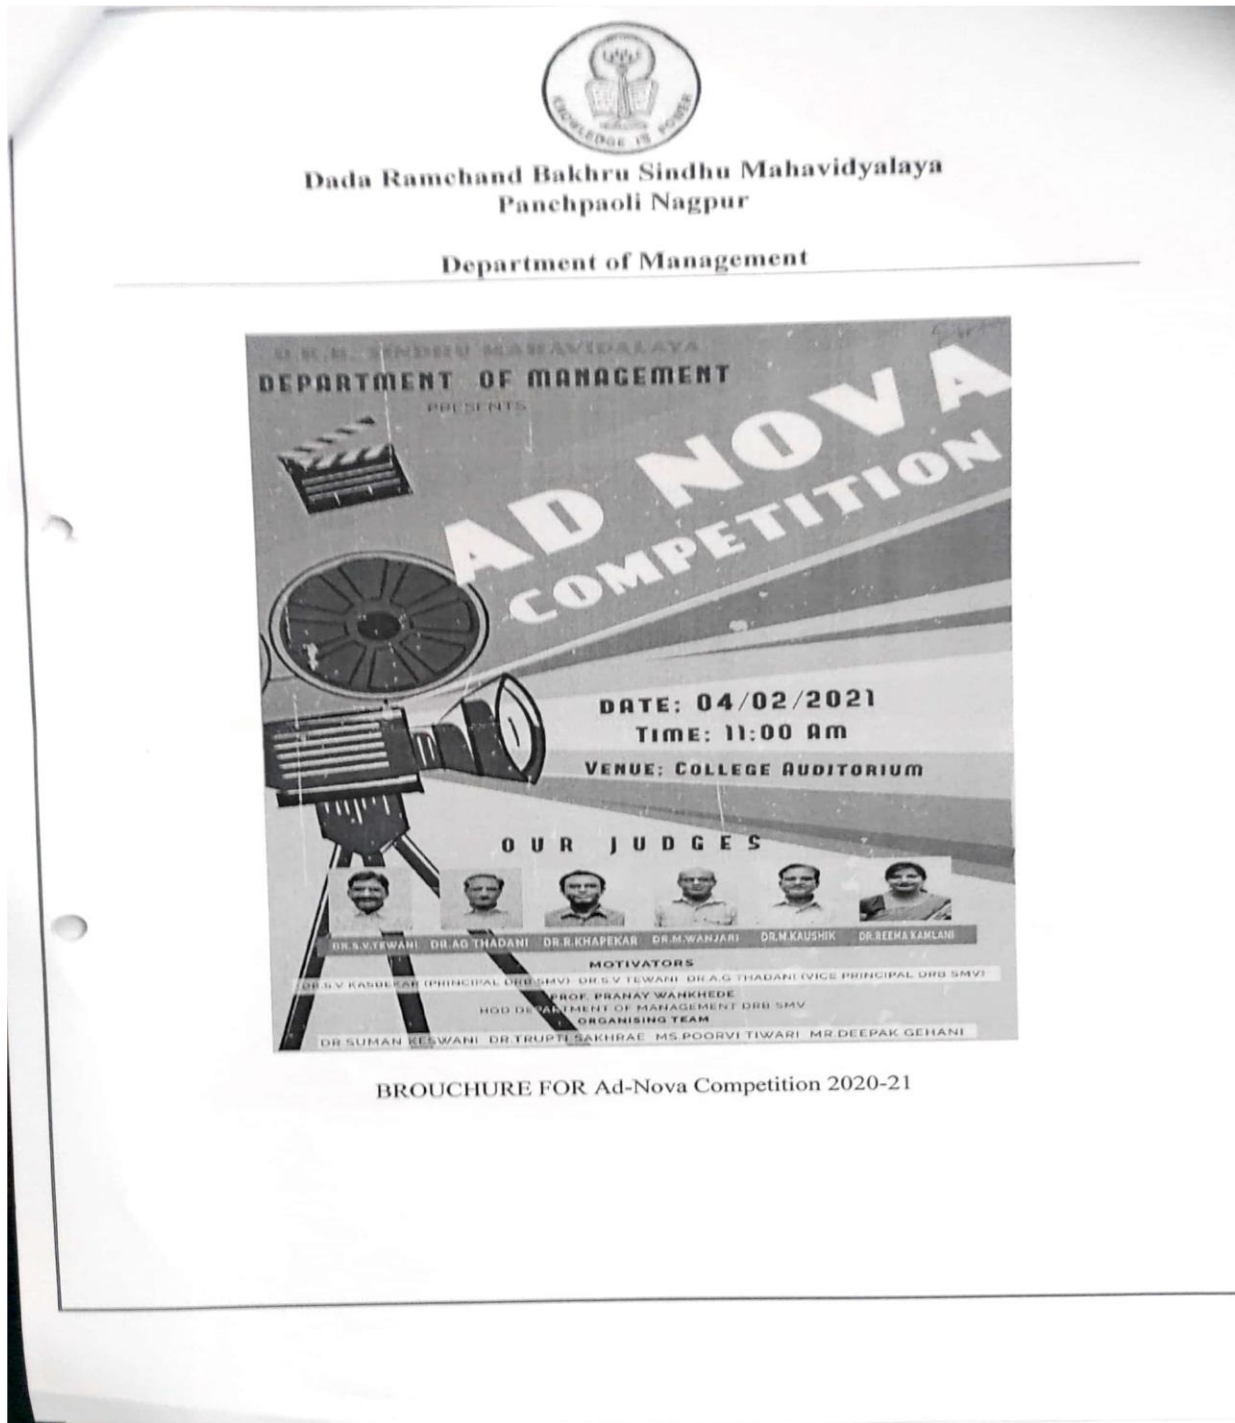 KNOWLEDGE IS POWER
Dada Ramchand Bakhru Sindhu Mahavidyalaya
Panchpaoli Nagpur
Department of Management
D.R.B. SINDHU MAHAVIDALAYA
DEPARTMENT OF MANAGEMENT
PRESENTS
AD NOVA
COMPETITION
DATE: 04/02/2021
TIME: 11:00 AM
VENUE: COLLEGE AUDITORIUM
OUR JUDGES
DR.S.V.TEWANI DR.AG THADANI DR.R.KHAPEKAR DR.M.WANJARI DR.M.KAUSHIK DR.REEMA KAMLANI
MOTIVATORS
DR.S.V KASBEKAR (PRINCIPAL DRB SMV) DR.S.V TEWANI DR.A.G THADANI (VICE PRINCIPAL DRB SMV)
PROF. PRANAY WANKHEDE
HOD DEPARTMENT OF MANAGEMENT DRB SMV
ORGANISING TEAM
DR.SUMAN KESWANI DR.TRUPTI SAKHRAE MS.POORVI TIWARI MR.DEEPAK GEHANI
BROUCHURE FOR Ad-Nova Competition 2020-21